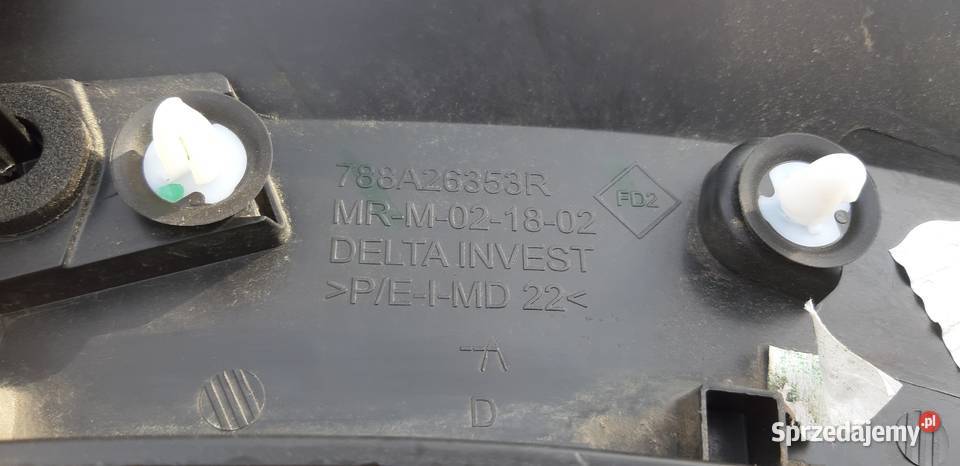 788A26353R
MR-M-02-18-02
FD2
DELTA INVEST
>P/E-I-MD 22<
D
Sprzedajemy.pl